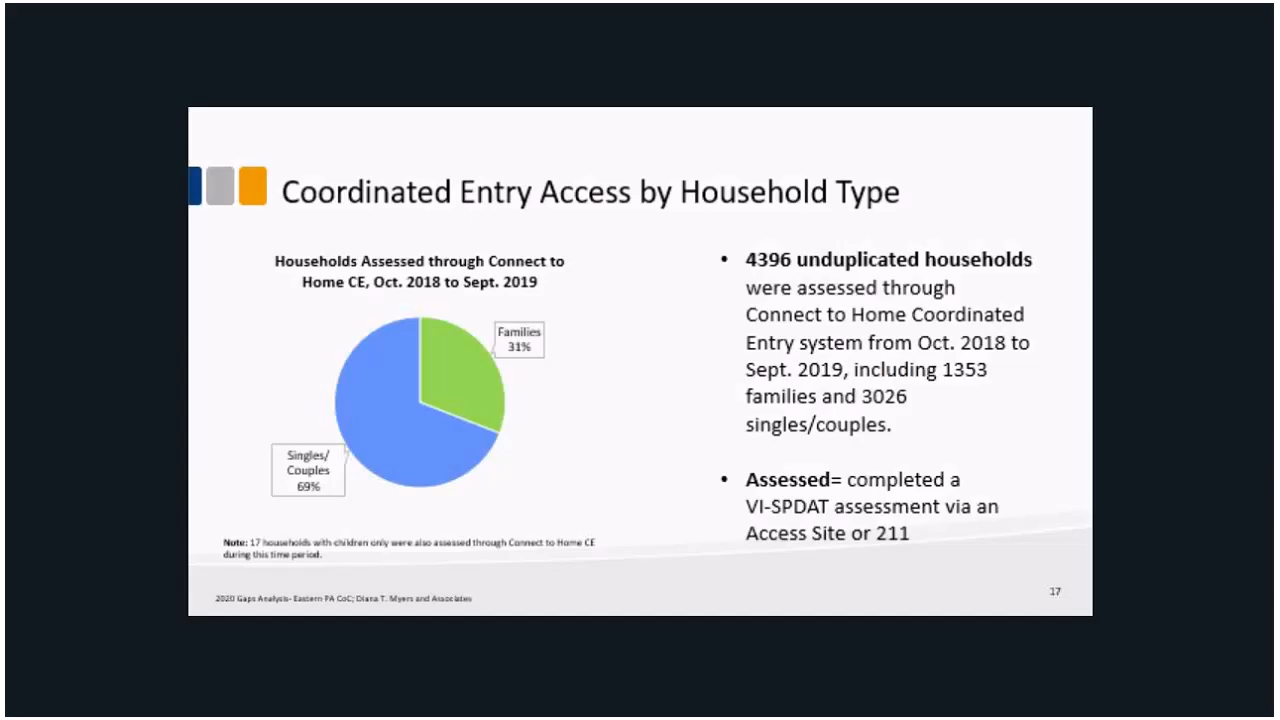 Coordinated Entry Access by Household Type
Households Assessed through Connect to
Home CE, Oct. 2018 to Sept. 2019
Families
31%
Singles/
Couples
69%
Note: 17 households with children only were also assessed through Connect to Home CE
during this time period.
• 4396 unduplicated households
were assessed through
Connect to Home Coordinated
Entry system from Oct. 2018 to
Sept. 2019, including 1353
families and 3026
singles/couples.
• Assessed= completed a
VI-SPDAT assessment via an
Access Site or 211
2020 Gaps Analysis- Eastern PA CoC; Diana T. Myers and Associates
17